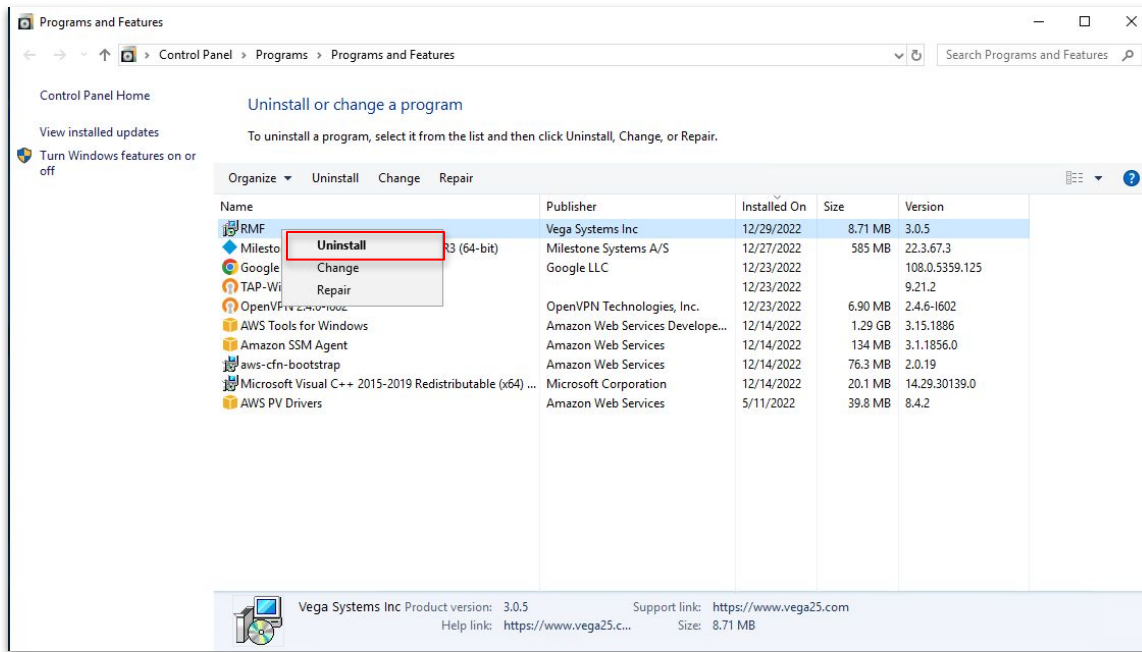 Programs and Features
Control Panel > Programs > Programs and Features
Search Programs and Features
Control Panel Home
View installed updates
Turn Windows features on or
off
Uninstall or change a program
To uninstall a program, select it from the list and then click Uninstall, Change, or Repair.
Organize Uninstall Change Repair
Name Publisher Installed On Size Version
RMF Vega Systems Inc 12/29/2022 8.71 MB 3.0.5
Milesto R3 (64-bit) Milestone Systems A/S 12/27/2022 585 MB 22.3.67.3
Google Google LLC 12/23/2022 108.0.5359.125
TAP-Wi 12/23/2022 9.21.2
OpenVPN 2.4.6-I602 OpenVPN Technologies, Inc. 12/23/2022 6.90 MB 2.4.6-I602
AWS Tools for Windows Amazon Web Services Develope... 12/14/2022 1.29 GB 3.15.1886
Amazon SSM Agent Amazon Web Services 12/14/2022 134 MB 3.1.1856.0
aws-cfn-bootstrap Amazon Web Services 12/14/2022 76.3 MB 2.0.19
Microsoft Visual C++ 2015-2019 Redistributable (x64) ... Microsoft Corporation 12/14/2022 20.1 MB 14.29.30139.0
AWS PV Drivers Amazon Web Services 5/11/2022 39.8 MB 8.4.2
Uninstall
Change
Repair
Vega Systems Inc Product version: 3.0.5 Support link: https://www.vega25.com
Help link: https://www.vega25.c... Size: 8.71 MB